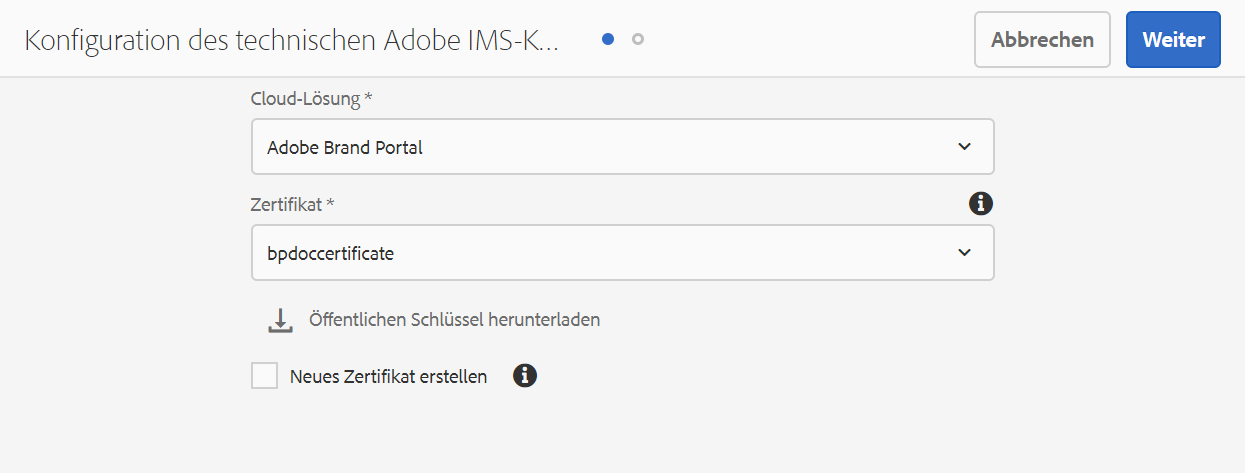 Konfiguration des technischen Adobe IMS-K...
Abbrechen
Weiter
Cloud-Lösung *
Adobe Brand Portal
Zertifikat *
bpdoccertificate
Öffentlichen Schlüssel herunterladen
Neues Zertifikat erstellen